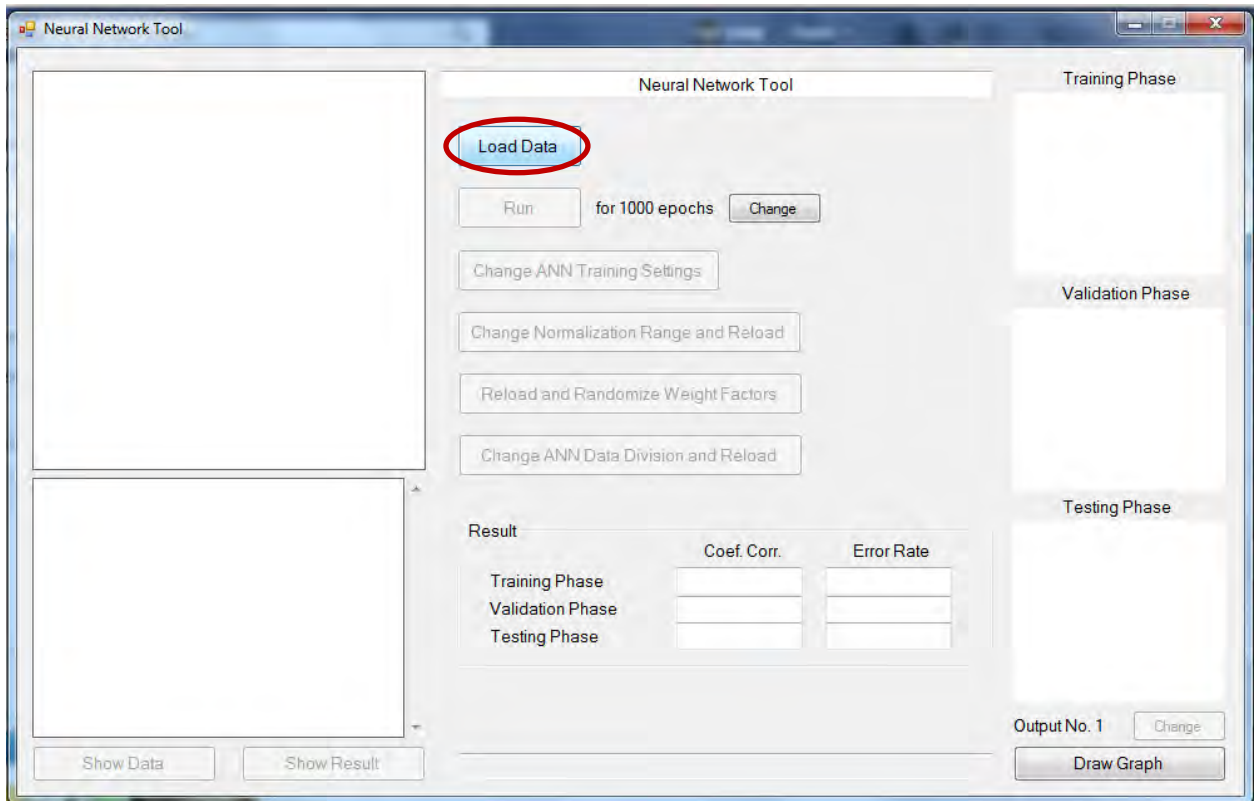 Neural Network Tool
Neural Network Tool
Load Data
Run for 1000 epochs Change
Change ANN Training Settings
Change Normalization Range and Reload
Reload and Randomize Weight Factors
Change ANN Data Division and Reload
Result
Coef. Corr. Error Rate
Training Phase
Validation Phase
Testing Phase
Show Data Show Result
Training Phase
Validation Phase
Testing Phase
Output No. 1 Change
Draw Graph